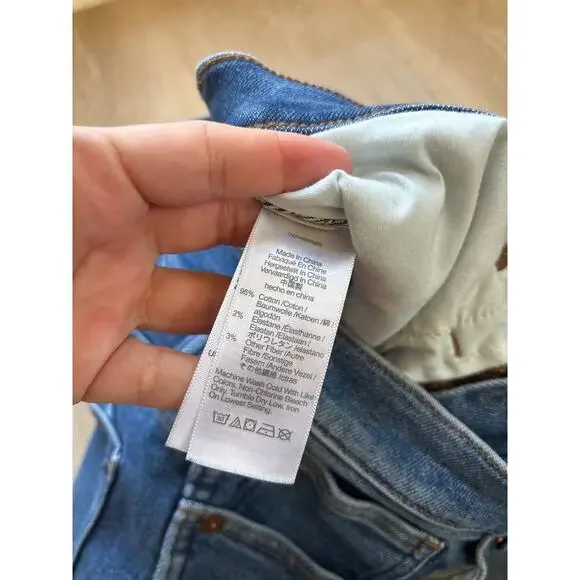 Made In China
Fabriqué En Chine
Hergestellt in China
Vervaardigd In China
中国製
hecho en china
95% Cotton /Coton /
Baumwolle /Katoen /綿 /
algodón
2% Elastane /Élasthanne /
Elastan /Elastaan /
ポリウレタン /elastano
3% Other Fiber /Autre
Fibre /Sonstige
Fasern /Andere Vezel /
その他繊維 /otras
Machine Wash Cold With Like
Colors. Non-Chlorine Bleach
Only. Tumble Dry Low. Iron
On Lowest Setting.